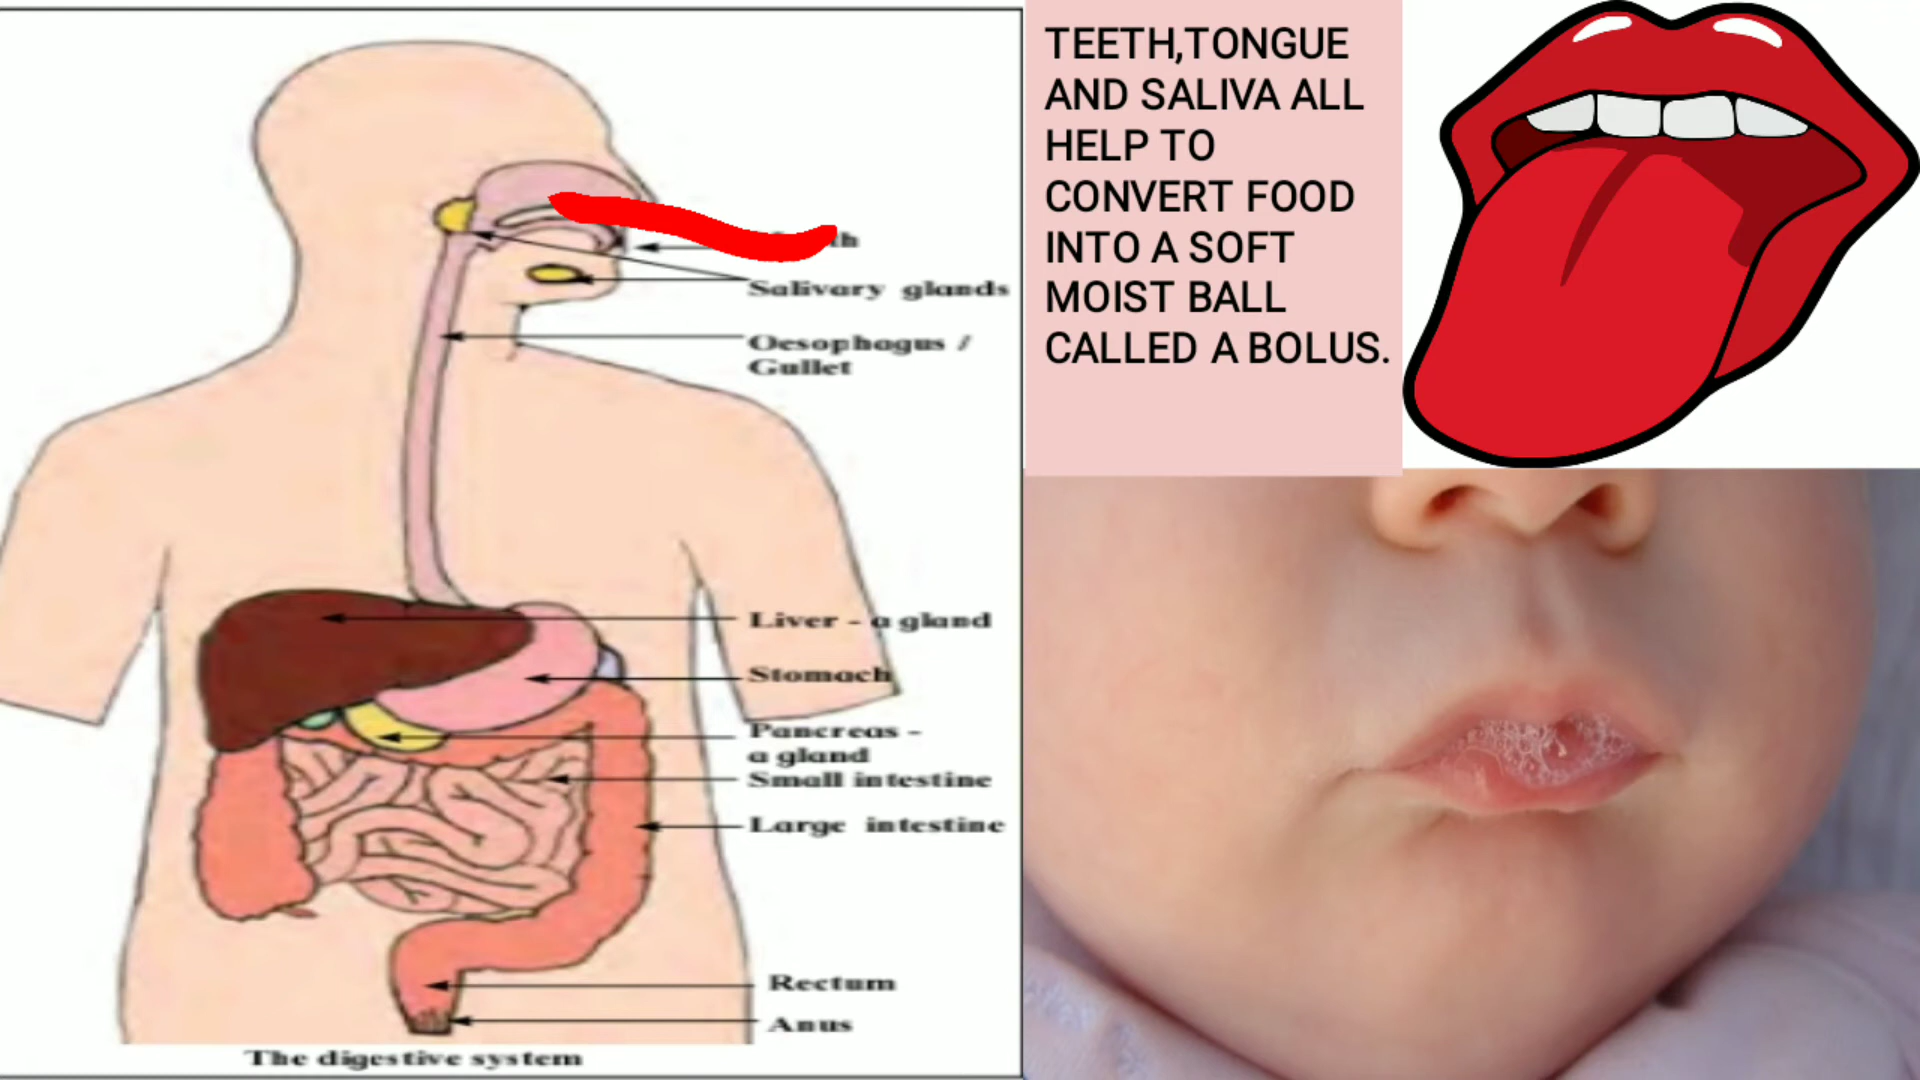 Salivary glands
Oesophagus /
Gullet
Liver - a gland
Stomach
Pancreas -
a gland
Small intestine
Large intestine
Rectum
Anus
The digestive system
TEETH,TONGUE
AND SALIVA ALL
HELP TO
CONVERT FOOD
INTO A SOFT
MOIST BALL
CALLED A BOLUS.